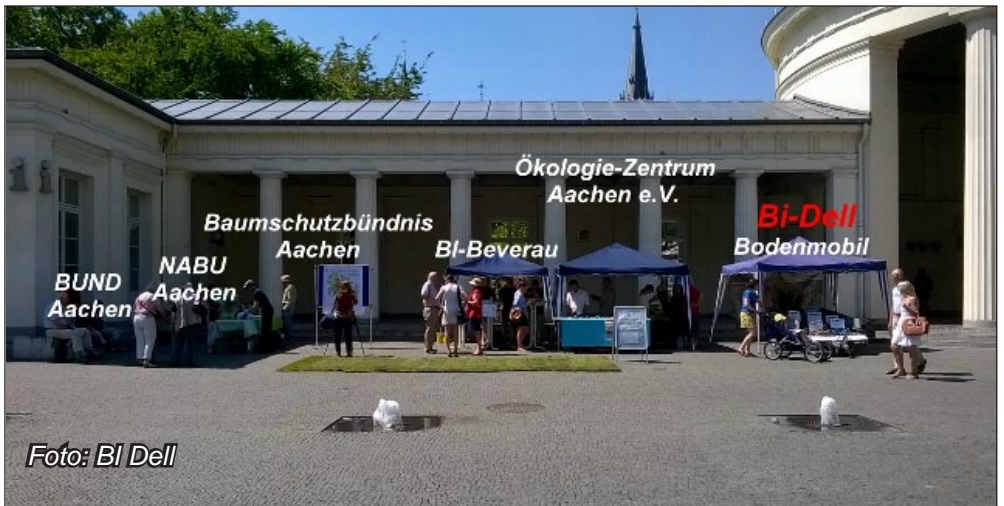 BUND
Aachen
NABU
Aachen
Baumschutzbündnis
Aachen
BI-Beverau
Ökologie-Zentrum
Aachen e.V.
Bi-Dell
Bodenmobil
Foto: BI Dell